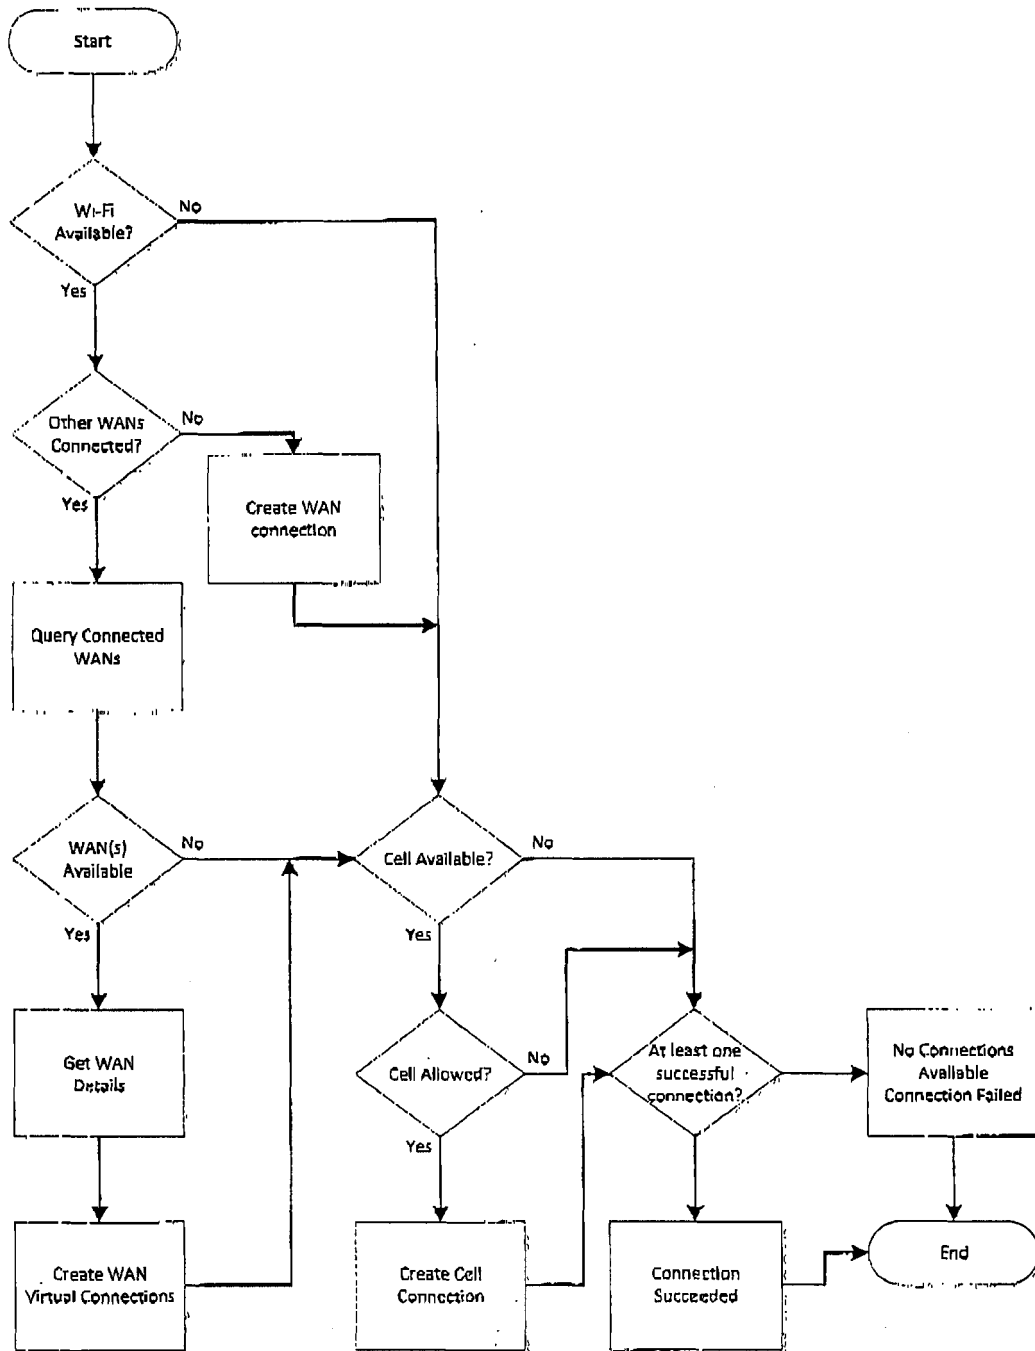 Start
Wi-Fi
Available?
No
Yes
Other WANs
Connected?
No
Yes
Create WAN
connection
Query Connected
WANs
WAN(s)
Available
No
Yes
Cell Available?
No
Yes
Get WAN
Details
Cell Allowed?
No
Yes
At least one
successful
connection?
No Connections
Available
Connection Failed
Create WAN
Virtual Connections
Create Cell
Connection
Connection
Succeeded
End